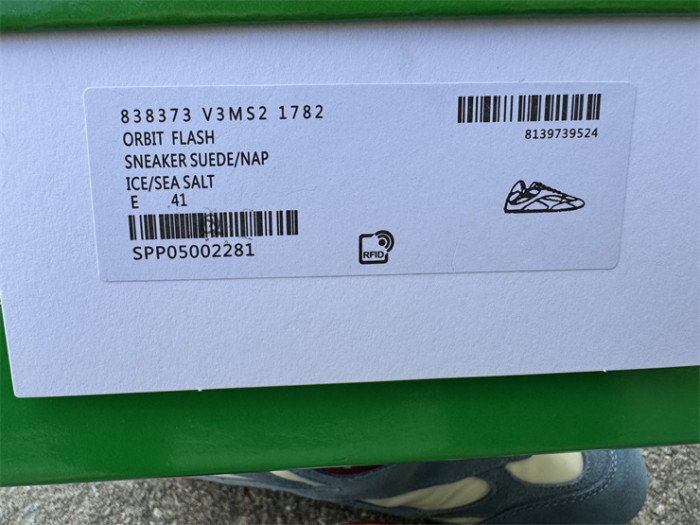 838373 V3MS2 1782
8139739524
ORBIT FLASH
SNEAKER SUEDE/NAP
ICE/SEA SALT
E 41
SPP05002281
RFID